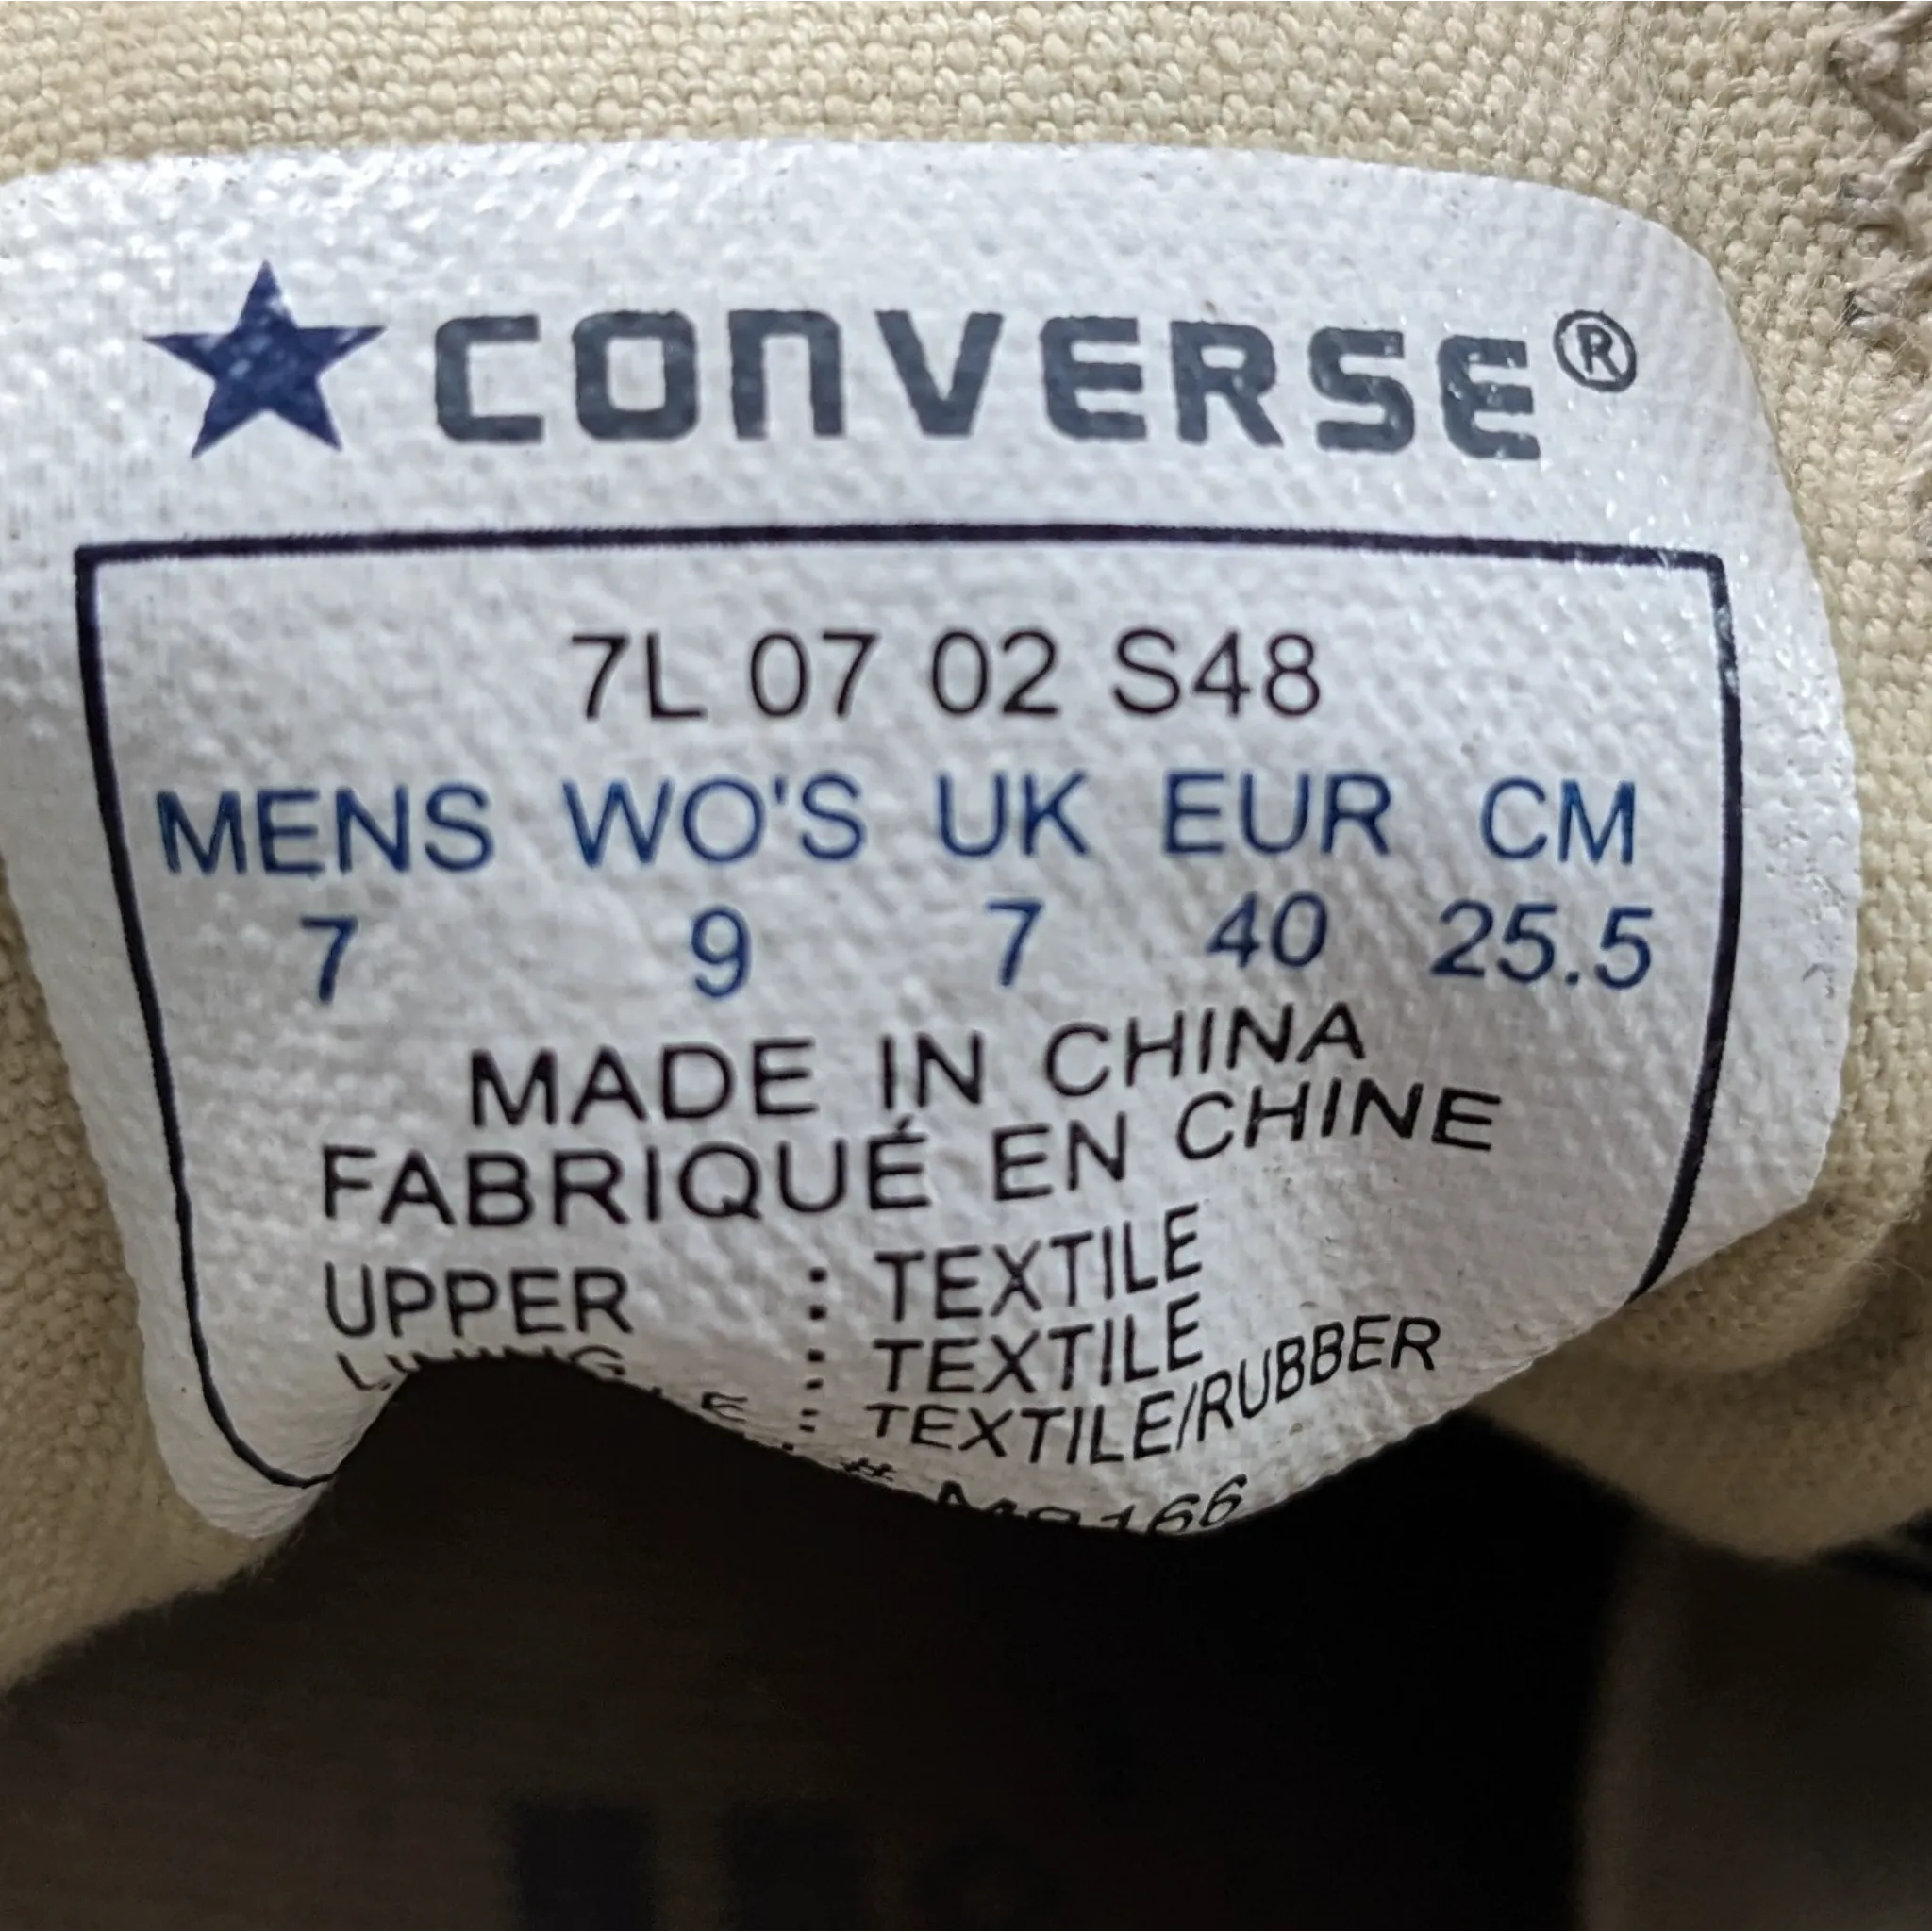 CONVERSE®
7L 07 02 S48
MENS WO'S UK EUR CM
7 9 7 40 25.5
MADE IN CHINA
FABRIQUÉ EN CHINE
UPPER : TEXTILE
LINING : TEXTILE
: TEXTILE/RUBBER